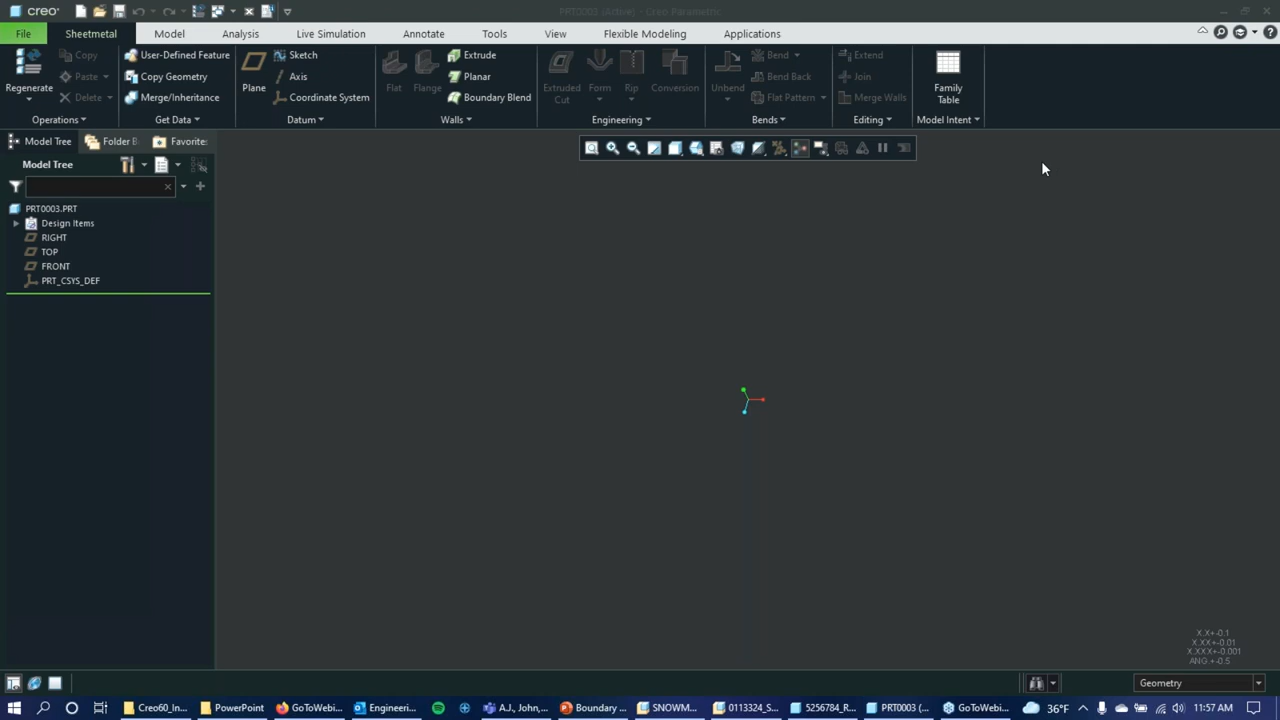 creo
PRT0003 (Active) - Creo Parametric
File Sheetmetal Model Analysis Live Simulation Annotate Tools View Flexible Modeling Applications
Regenerate
Copy
Paste
Delete
Operations
User-Defined Feature
Copy Geometry
Merge/Inheritance
Get Data
Plane
Sketch
Axis
Coordinate System
Datum
Flat
Flange
Extrude
Planar
Boundary Blend
Walls
Extruded
Cut
Form
Rip
Conversion
Engineering
Unbend
Bend
Bend Back
Flat Pattern
Bends
Extend
Join
Merge Walls
Editing
Family
Table
Model Intent
Model Tree Folder B Favorites
Model Tree
PRT0003.PRT
Design Items
RIGHT
TOP
FRONT
PRT_CSYS_DEF
X.X+-0.1
X.XX+-0.01
X.XXX+-0.001
ANG.+-0.5
Geometry
Creo60_In... PowerPoint GoToWebi... Engineeri... A.J., John,... Boundary ... SNOWM... 0113324_S... 5256784_R... PRT0003 (... GoToWebi... 36°F 11:57 AM